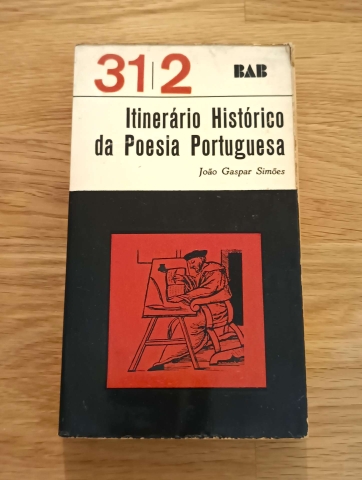 31|2
BAB
Itinerário Histórico
da Poesia Portuguesa
João Gaspar Simões